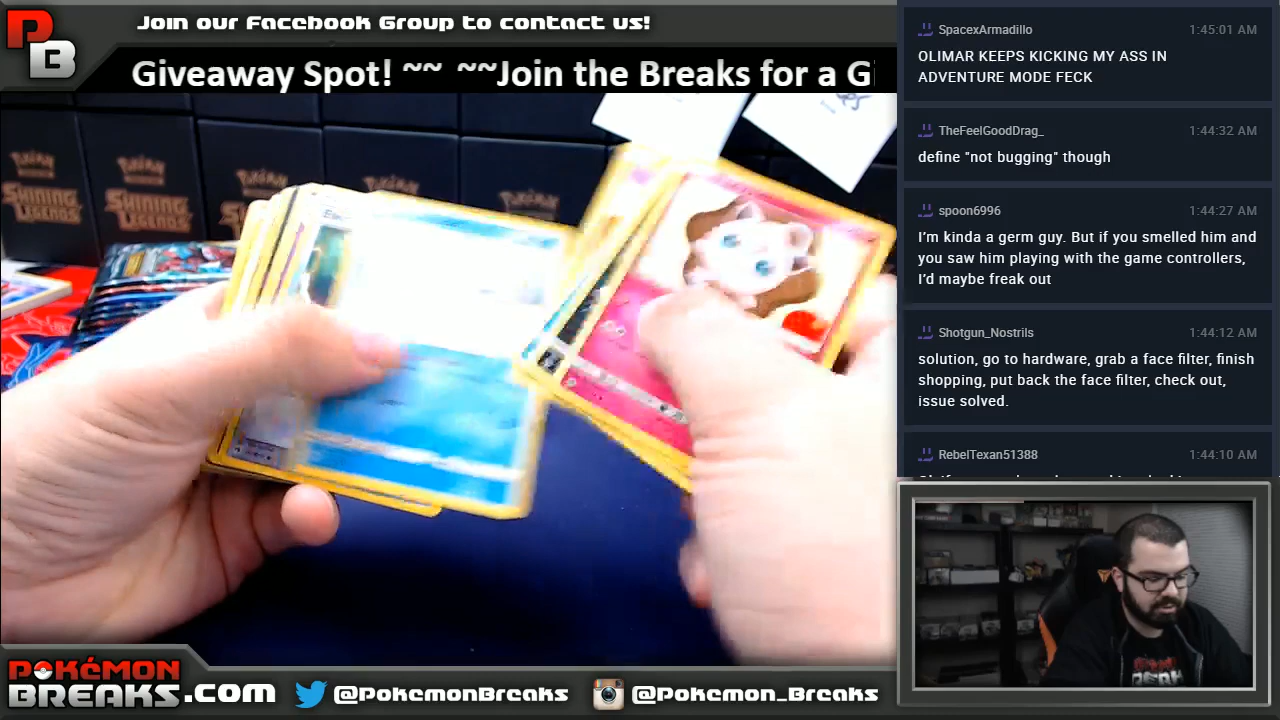 Join our Facebook Group to contact us!
PB
Giveaway Spot! ~~ ~~Join the Breaks for a G
POKéMON
SHINING
LEGENDS
POKéMON
SHINING
LEGENDS
SpacexArmadillo 1:45:01 AM
OLIMAR KEEPS KICKING MY ASS IN
ADVENTURE MODE FECK
TheFeelGoodDrag_ 1:44:32 AM
define "not bugging" though
spoon6996 1:44:27 AM
I'm kinda a germ guy. But if you smelled him and
you saw him playing with the game controllers,
I'd maybe freak out
Shotgun_Nostrils 1:44:12 AM
solution, go to hardware, grab a face filter, finish
shopping, put back the face filter, check out,
issue solved.
RebelTexan51388 1:44:10 AM
POKéMON
BREAKS.COM
@PokemonBreaks
@Pokemon_Breaks